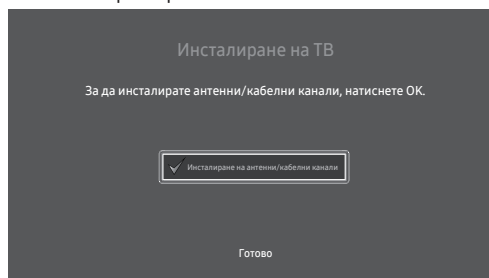 Инсталиране на ТВ
За да инсталирате антенни/кабелни канали, натиснете OK.
Инсталиране на антенни/кабелни канали
Готово